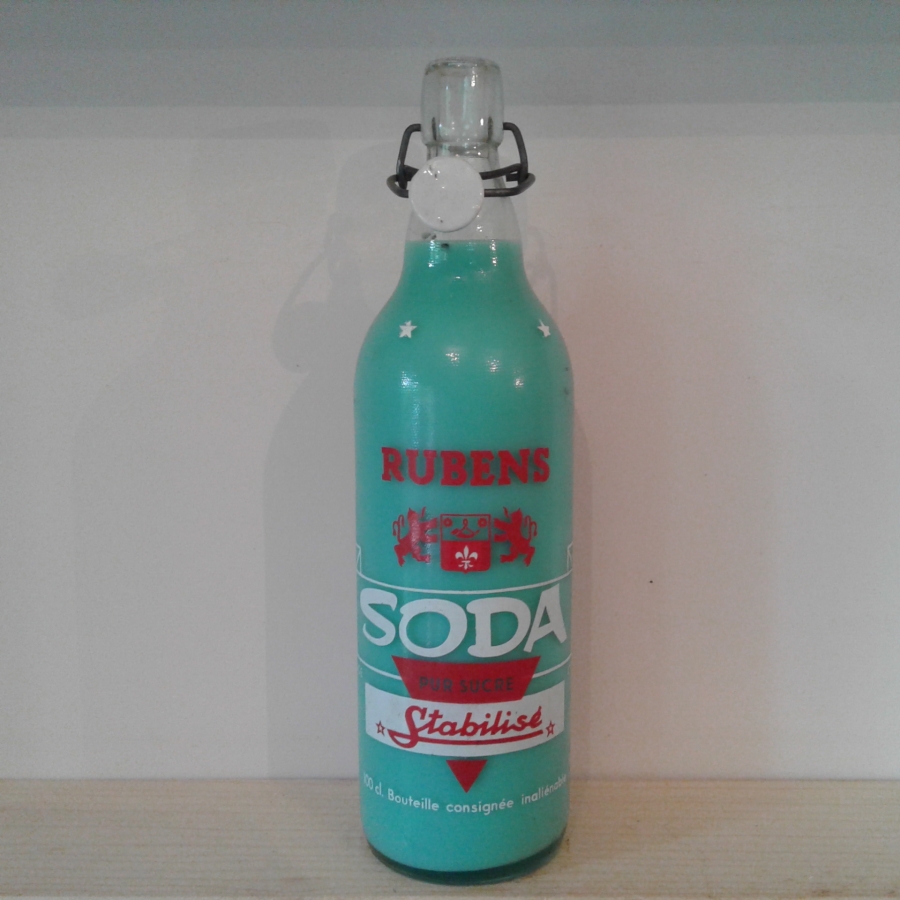 RUBENS
SODA
PUR SUCRE
Stabilisé
100 cl. Bouteille consignée inaliénable